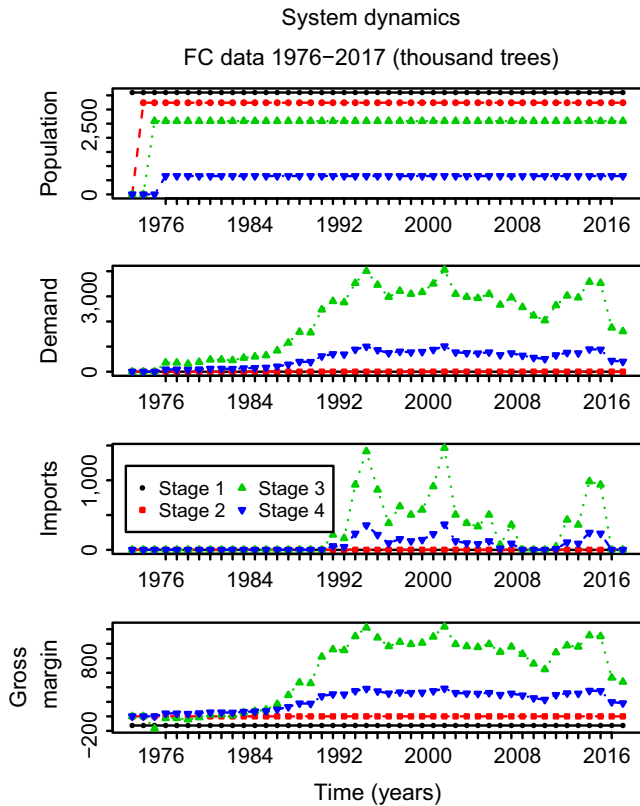 System dynamics
FC data 1976−2017 (thousand trees)
Population
2,500
0
1976 1984 1992 2000 2008 2016
Demand
3,000
0
1976 1984 1992 2000 2008 2016
Imports
1,000
0
Stage 1 Stage 3
Stage 2 Stage 4
1976 1984 1992 2000 2008 2016
Gross
margin
800
−200
1976 1984 1992 2000 2008 2016
Time (years)